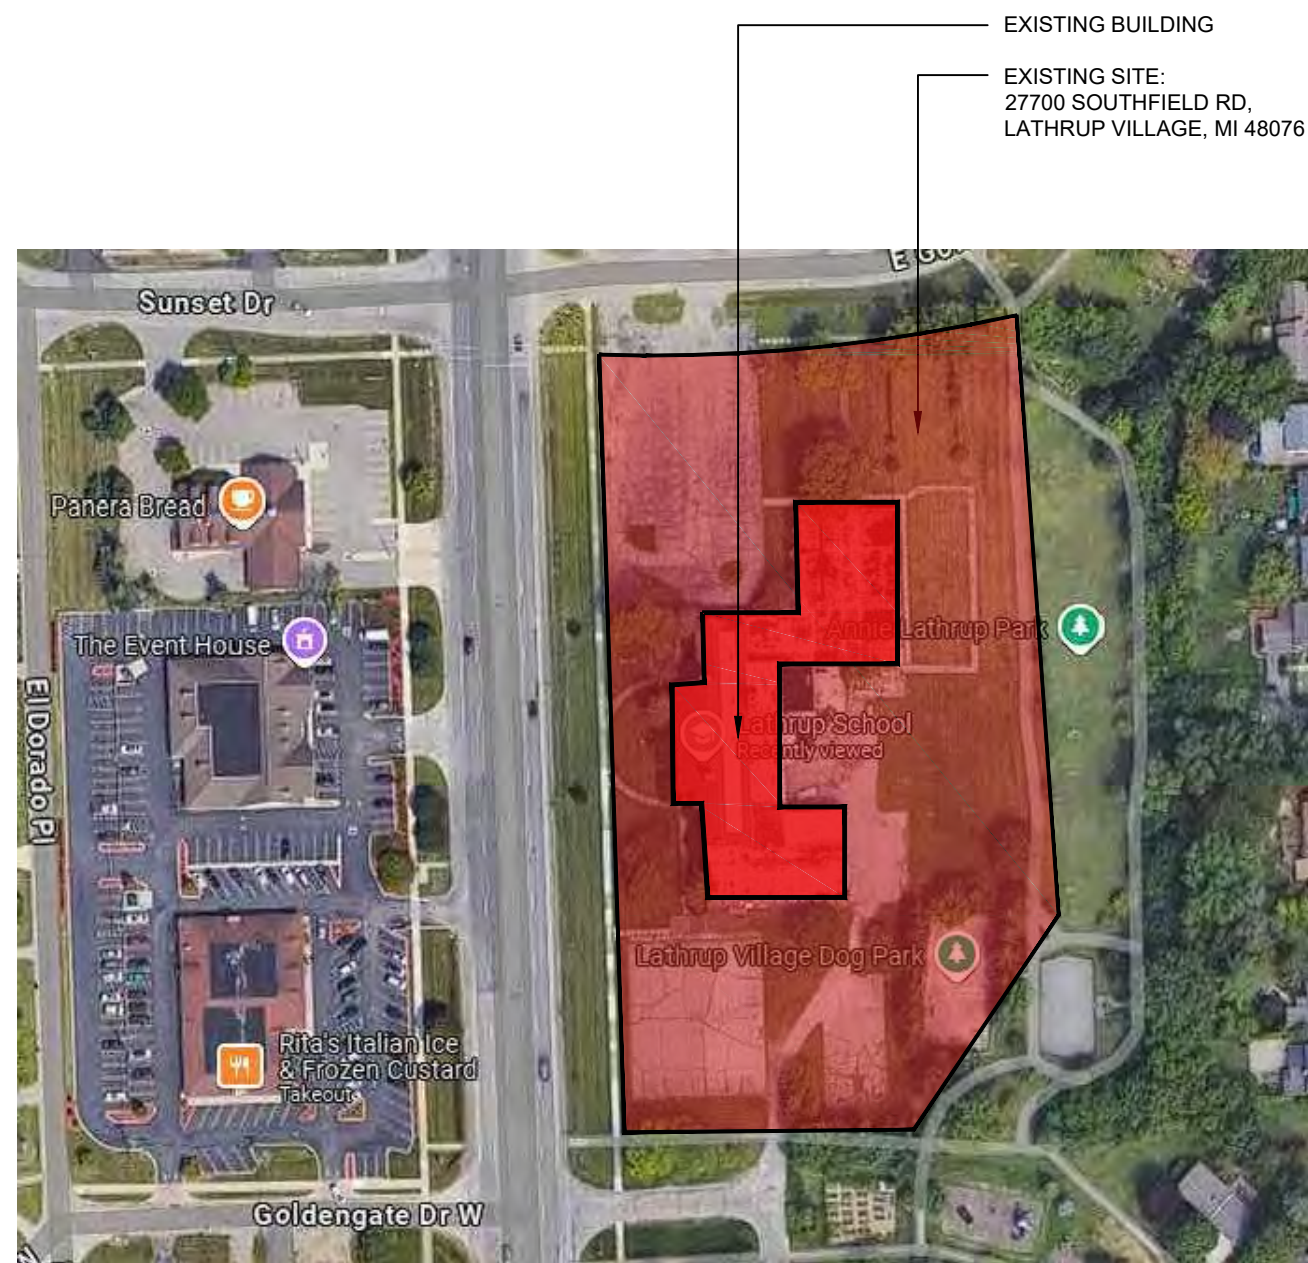 EXISTING BUILDING
EXISTING SITE:
27700 SOUTHFIELD RD,
LATHRUP VILLAGE, MI 48076
Sunset Dr
Panera Bread
The Event House
Annie Lathrup Park
El Dorado Pl
Lathrup School
Recently viewed
Lathrup Village Dog Park
Rita's Italian Ice
& Frozen Custard
Takeout
Goldengate Dr W